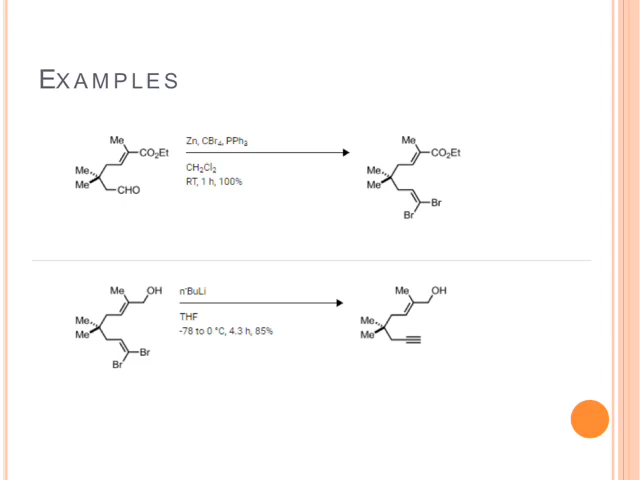 EXAMPLES
Me
CO2Et
Me
Me
CHO
Zn, CBr4, PPh3
CH2Cl2
RT, 1 h, 100%
Me
CO2Et
Me
Me
Br
Br
Me
OH
Me
Me
Br
Br
n-BuLi
THF
-78 to 0 °C, 4.3 h, 85%
Me
OH
Me
Me